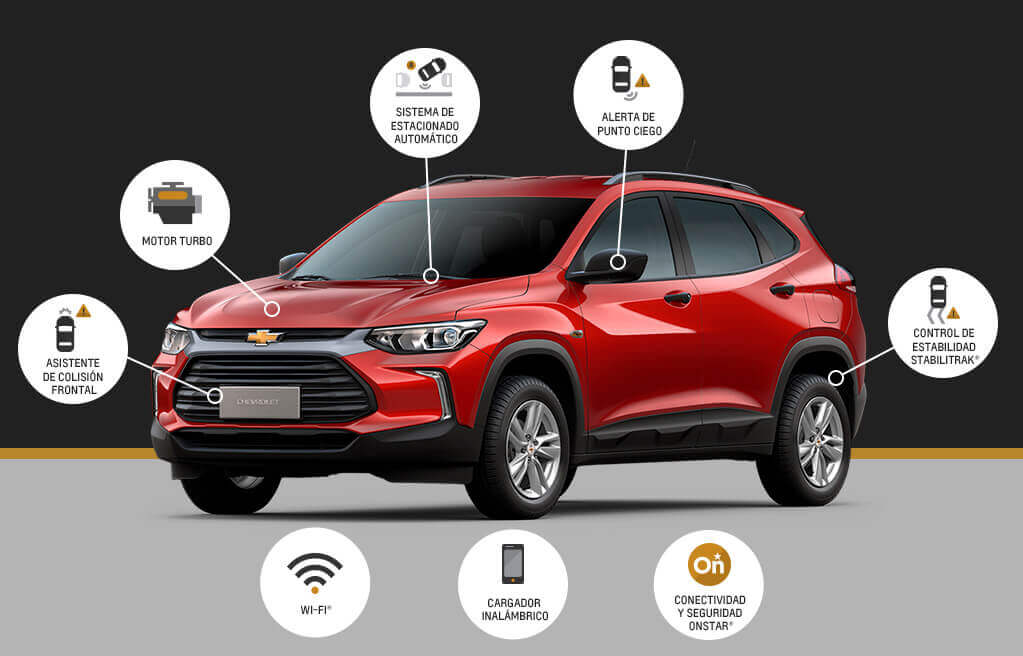 SISTEMA DE
ESTACIONADO
AUTOMÁTICO
ALERTA DE
PUNTO CIEGO
MOTOR TURBO
ASISTENTE
DE COLISIÓN
FRONTAL
CONTROL DE
ESTABILIDAD
STABILITRAK®
CHEVROLET
WI-FI®
CARGADOR
INALÁMBRICO
On
CONECTIVIDAD
Y SEGURIDAD
ONSTAR®